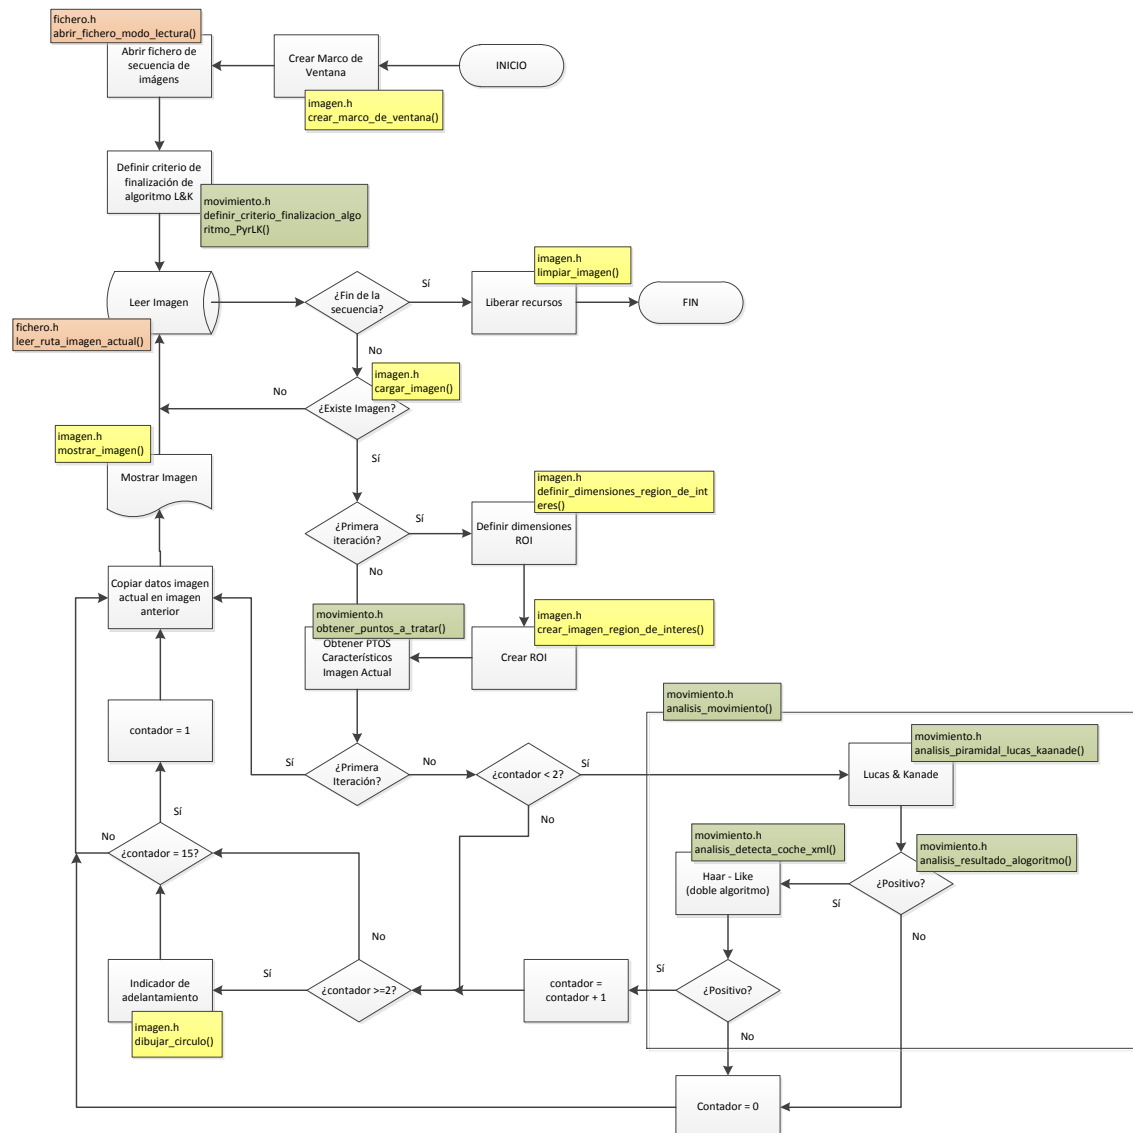 fichero.h
abrir_fichero_modo_lectura()
Abrir fichero de
secuencia de
imágens
Crear Marco de
Ventana
imagen.h
crear_marco_de_ventana()
INICIO
Definir criterio de
finalización de
algoritmo L&K
movimiento.h
definir_criterio_finalizacion_algo
ritmo_PyrLK()
Leer Imagen
fichero.h
leer_ruta_imagen_actual()
¿Fin de la
secuencia?
Sí
No
imagen.h
limpiar_imagen()
Liberar recursos
FIN
imagen.h
cargar_imagen()
¿Existe Imagen?
No
Sí
imagen.h
mostrar_imagen()
Mostrar Imagen
¿Primera
iteración?
Sí
No
imagen.h
definir_dimensiones_region_de_int
eres()
Definir dimensiones
ROI
Copiar datos imagen
actual en imagen
anterior
movimiento.h
obtener_puntos_a_tratar()
Obtener PTOS
Característicos
Imagen Actual
imagen.h
crear_imagen_region_de_interes()
Crear ROI
contador = 1
Sí
¿Primera
Iteración?
No
¿contador < 2?
Sí
No
movimiento.h
analisis_movimiento()
movimiento.h
analisis_piramidal_lucas_kaanade()
Lucas & Kanade
Sí
No
¿contador = 15?
movimiento.h
analisis_detecta_coche_xml()
Haar - Like
(doble algoritmo)
movimiento.h
analisis_resultado_alogoritmo()
¿Positivo?
Sí
No
Indicador de
adelantamiento
imagen.h
dibujar_circulo()
Sí
¿contador >=2?
No
contador =
contador + 1
Sí
¿Positivo?
No
Contador = 0